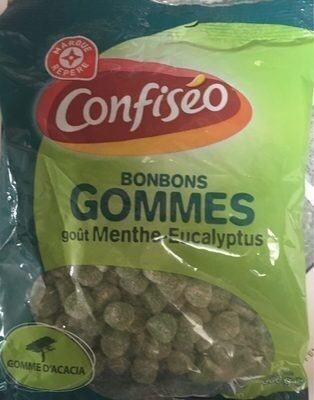 MARQUE
REPÈRE
Confiséo
BONBONS
GOMMES
goût Menthe-Eucalyptus
GOMME D'ACACIA